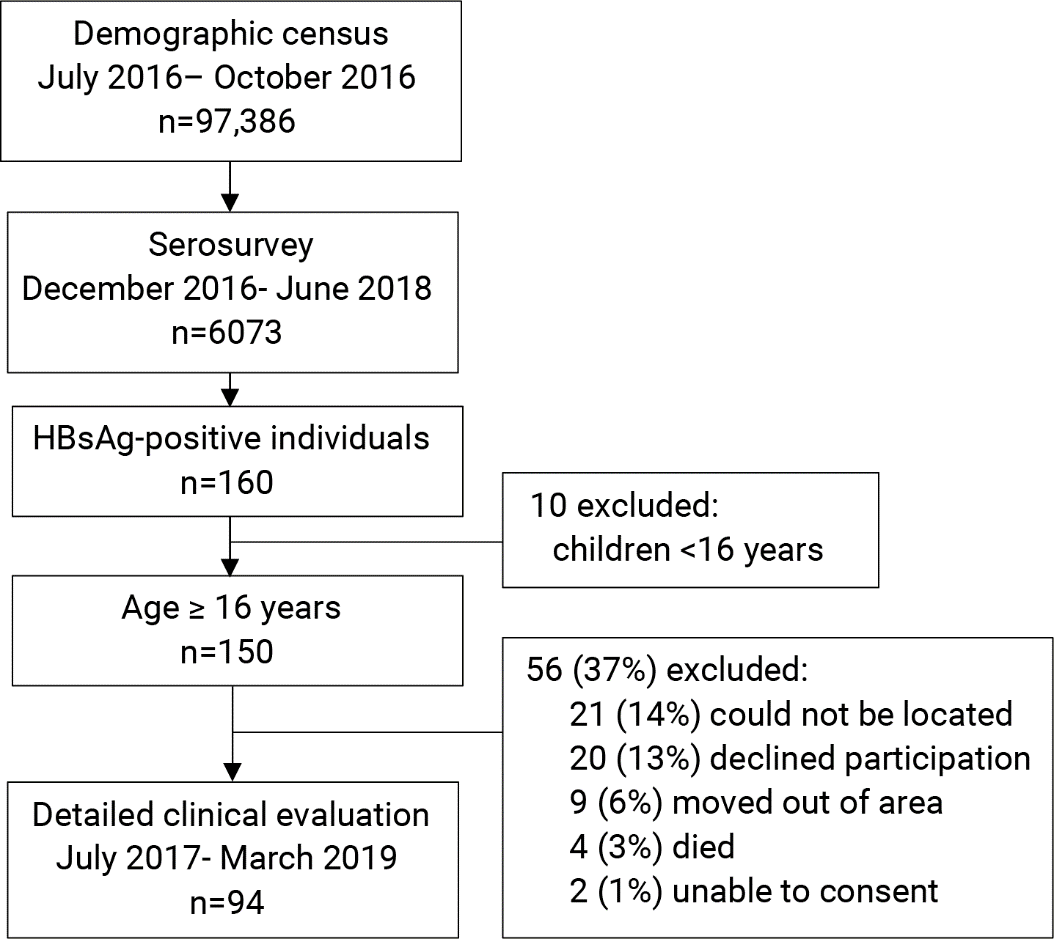 Demographic census
July 2016– October 2016
n=97,386
Serosurvey
December 2016- June 2018
n=6073
HBsAg-positive individuals
n=160
10 excluded:
children <16 years
Age ≥ 16 years
n=150
56 (37%) excluded:
21 (14%) could not be located
20 (13%) declined participation
9 (6%) moved out of area
4 (3%) died
2 (1%) unable to consent
Detailed clinical evaluation
July 2017- March 2019
n=94